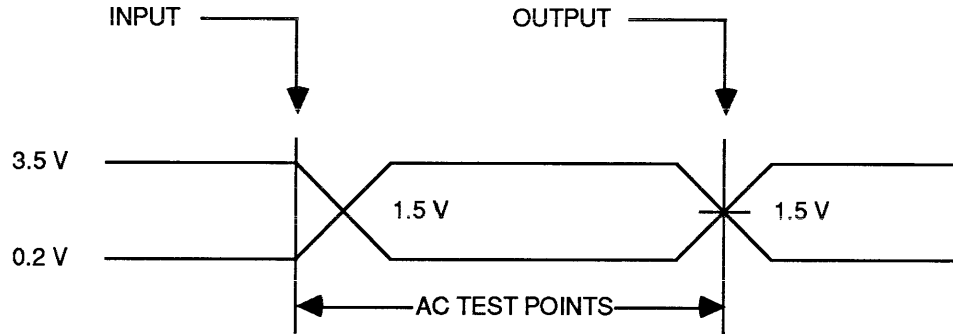 INPUT OUTPUT
3.5 V
1.5 V 1.5 V
0.2 V
AC TEST POINTS